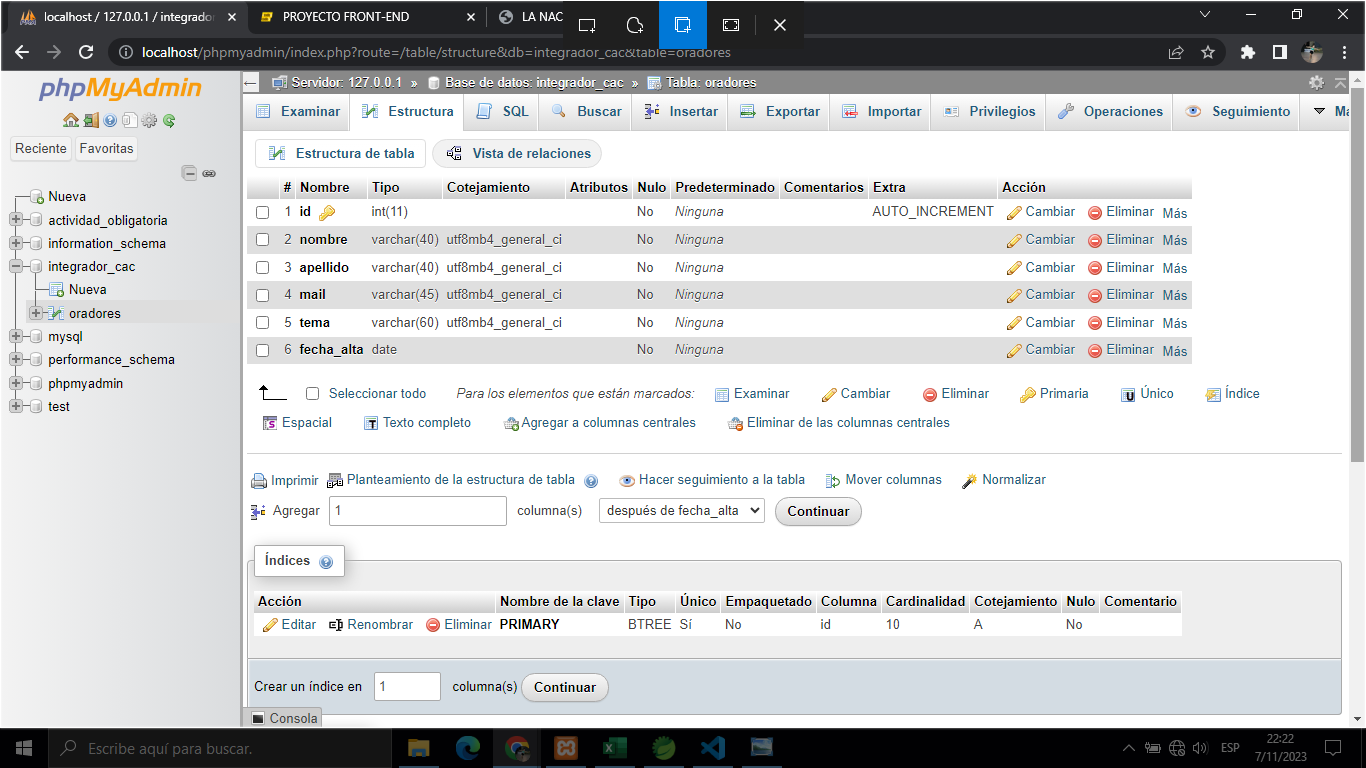 localhost / 127.0.0.1 / integrador
PROYECTO FRONT-END
LA NAC
localhost/phpmyadmin/index.php?route=/table/structure&db=integrador_cac&table=oradores
phpMyAdmin
Reciente Favoritas
Nueva
actividad_obligatoria
information_schema
integrador_cac
Nueva
oradores
mysql
performance_schema
phpmyadmin
test
Servidor: 127.0.0.1 » Base de datos: integrador_cac » Tabla: oradores
Examinar Estructura SQL Buscar Insertar Exportar Importar Privilegios Operaciones Seguimiento Má
Estructura de tabla Vista de relaciones
# Nombre Tipo Cotejamiento Atributos Nulo Predeterminado Comentarios Extra Acción
1 id int(11) No Ninguna AUTO_INCREMENT Cambiar Eliminar Más
2 nombre varchar(40) utf8mb4_general_ci No Ninguna Cambiar Eliminar Más
3 apellido varchar(40) utf8mb4_general_ci No Ninguna Cambiar Eliminar Más
4 mail varchar(45) utf8mb4_general_ci No Ninguna Cambiar Eliminar Más
5 tema varchar(60) utf8mb4_general_ci No Ninguna Cambiar Eliminar Más
6 fecha_alta date No Ninguna Cambiar Eliminar Más
Seleccionar todo Para los elementos que están marcados: Examinar Cambiar Eliminar Primaria Único Índice
Espacial Texto completo Agregar a columnas centrales Eliminar de las columnas centrales
Imprimir Planteamiento de la estructura de tabla Hacer seguimiento a la tabla Mover columnas Normalizar
Agregar 1 columna(s) después de fecha_alta Continuar
Índices
Acción Nombre de la clave Tipo Único Empaquetado Columna Cardinalidad Cotejamiento Nulo Comentario
Editar Renombrar Eliminar PRIMARY BTREE Sí No id 10 A No
Crear un índice en 1 columna(s) Continuar
Consola
Escribe aquí para buscar.
ESP
22:22
7/11/2023